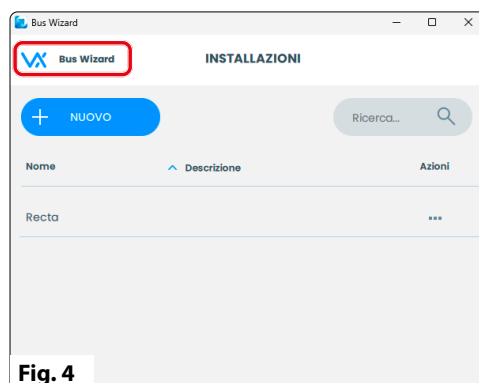 Bus Wizard
Bus Wizard INSTALLAZIONI
NUOVO Ricerca...
Nome Descrizione Azioni
Recta ...
Fig. 4